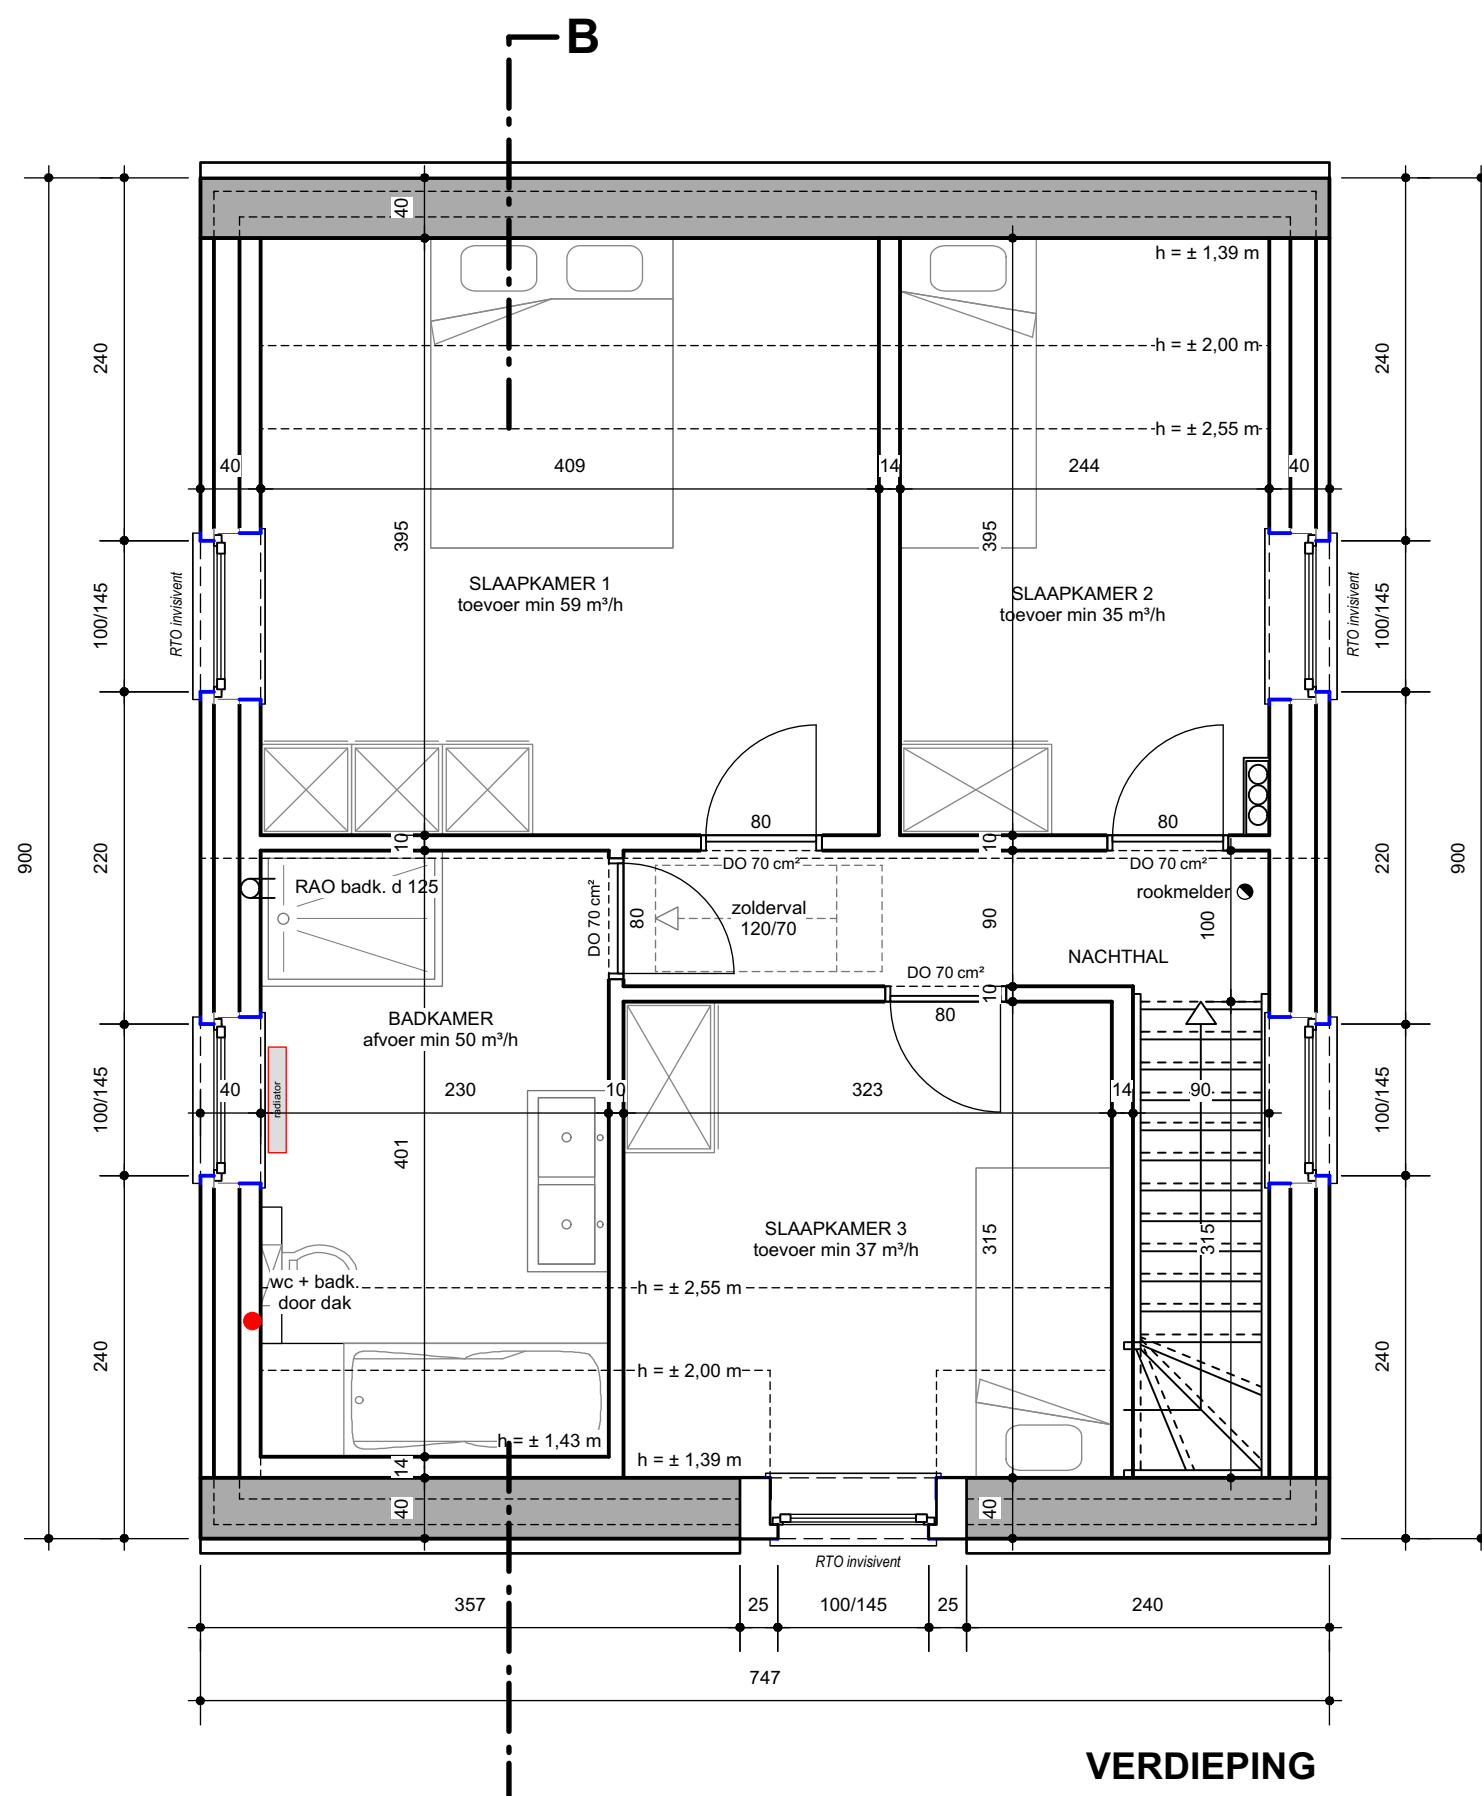 B
40
h = ± 1,39 m
240
240
h = ± 2,00 m
h = ± 2,55 m
40
409
14
244
40
395
395
100/145
RTO invisivent
SLAAPKAMER 1
toevoer min 59 m³/h
SLAAPKAMER 2
toevoer min 35 m³/h
RTO invisivent
100/145
80
80
10
10
900
220
DO 70 cm²
DO 70 cm²
220
900
RAO badk. d 125
DO 70 cm²
80
zolderval
120/70
90
rookmelder
100
NACHTHAL
DO 70 cm²
10
80
BADKAMER
afvoer min 50 m³/h
100/145
40
radiator
230
10
323
14
90
100/145
401
SLAAPKAMER 3
toevoer min 37 m³/h
315
315
wc + badk.
door dak
h = ± 2,55 m
240
h = ± 2,00 m
240
h = ± 1,43 m
h = ± 1,39 m
14
40
40
RTO invisivent
357
25
100/145
25
240
747
VERDIEPING